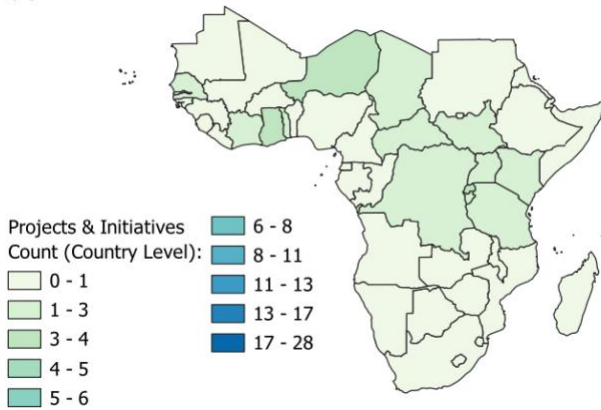 Projects & Initiatives
Count (Country Level):
0 - 1
1 - 3
3 - 4
4 - 5
5 - 6
6 - 8
8 - 11
11 - 13
13 - 17
17 - 28